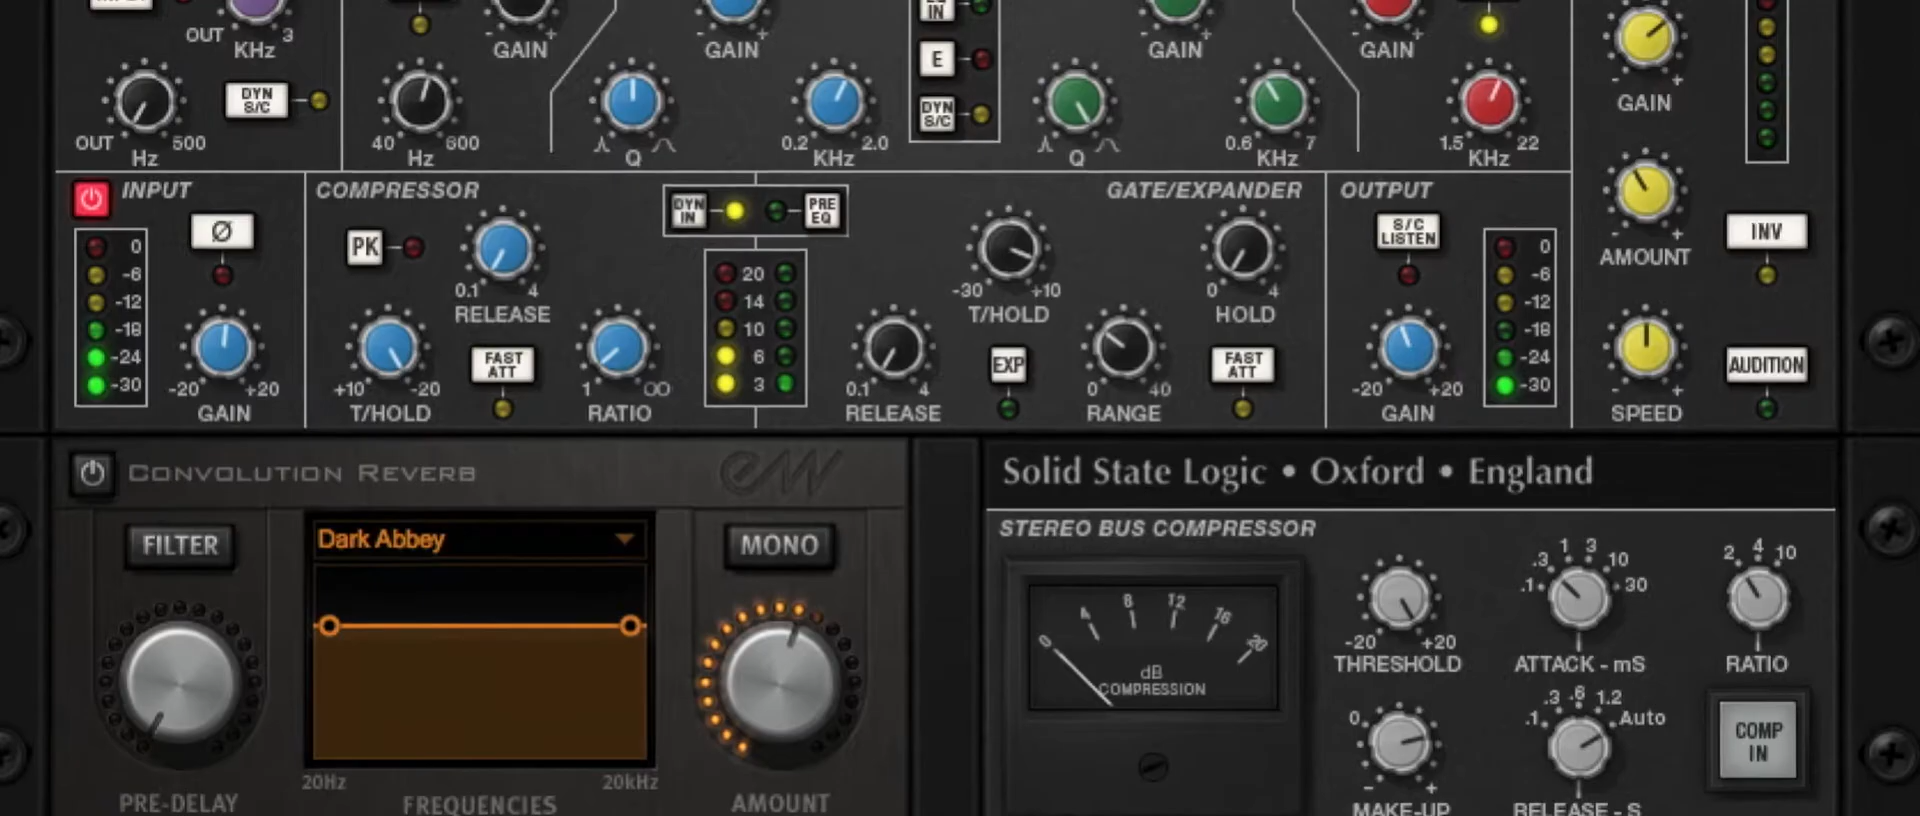 OUT
KHz
3
GAIN
GAIN
EQ
IN
GAIN
GAIN
E
DYN
S/C
DYN
S/C
GAIN
- +
OUT
500
Hz
40
600
Hz
Q
0.2
2.0
KHz
Q
0.6
7
KHz
1.5
22
KHz
INPUT
Ø
0
-6
-12
-18
-24
-30
-20
+20
GAIN
COMPRESSOR
PK
0.1
4
RELEASE
+10
-20
T/HOLD
FAST
ATT
1
∞
RATIO
DYN
IN
PRE
EQ
20
14
10
6
3
GATE/EXPANDER
-30
+10
T/HOLD
0
4
HOLD
0.1
4
RELEASE
EXP
0
40
RANGE
FAST
ATT
OUTPUT
S/C
LISTEN
0
-6
-12
-18
-24
-30
-20
+20
GAIN
- +
AMOUNT
INV
- +
SPEED
AUDITION
CONVOLUTION REVERB
FILTER
Dark Abbey
MONO
20Hz
20kHz
PRE-DELAY
FREQUENCIES
AMOUNT
Solid State Logic • Oxford • England
STEREO BUS COMPRESSOR
0
4
8
12
16
20
dB
COMPRESSION
-20
+20
THRESHOLD
.1
.3
1
3
10
30
ATTACK - mS
2
4
10
RATIO
0
- +
MAKE-UP
.1
.3
.6
1.2
Auto
RELEASE - S
COMP
IN